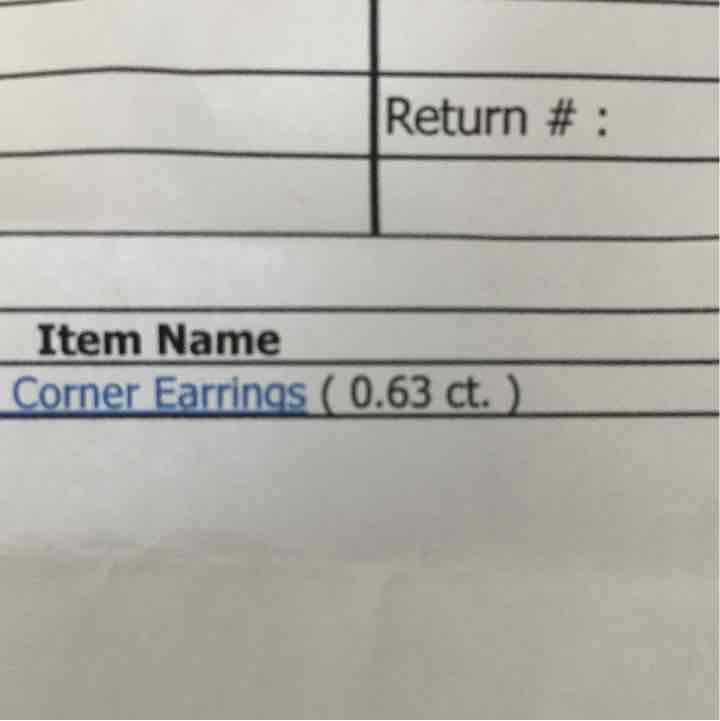 Return # :
Item Name
Corner Earrings ( 0.63 ct. )